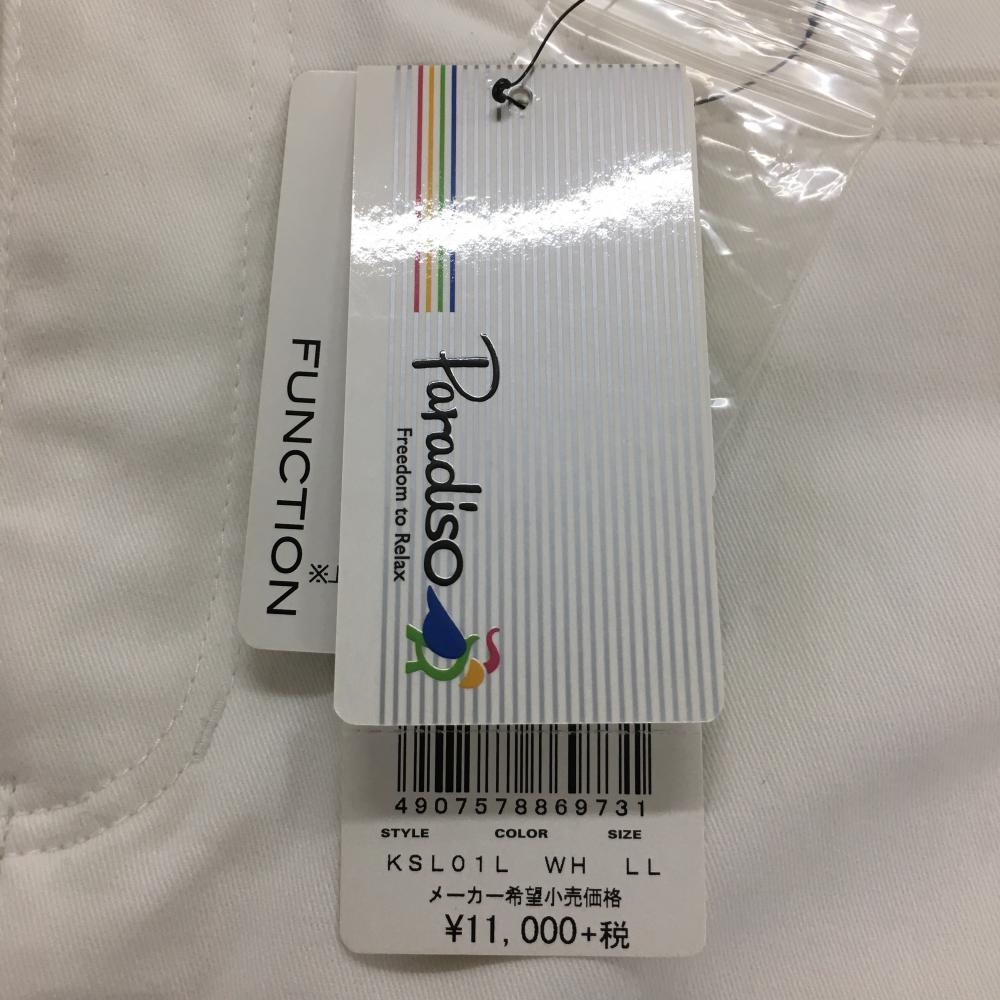 Paradiso
Freedom to Relax
FUNCTION
※
4907578869731
STYLE COLOR SIZE
KSL01L WH LL
メーカー希望小売価格
¥11,000+税